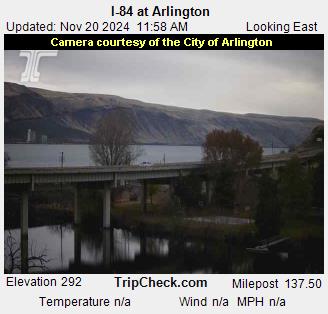 I-84 at Arlington
Updated: Nov 20 2024 11:58 AM Looking East
Camera courtesy of the City of Arlington
Elevation 292 TripCheck.com Milepost 137.50
Temperature n/a Wind n/a MPH n/a